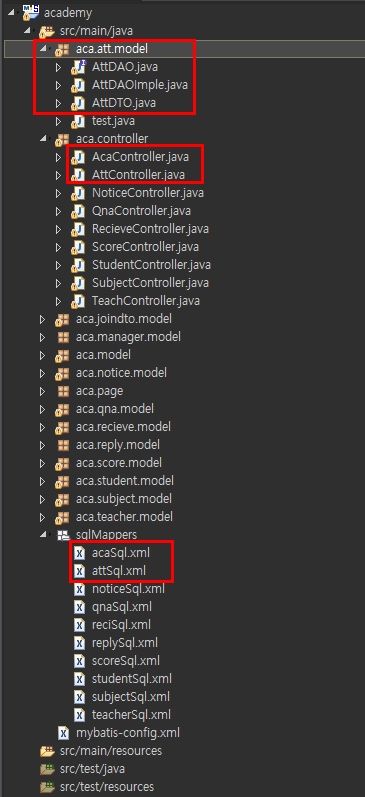 academy
src/main/java
aca.att.model
AttDAO.java
AttDAOImple.java
AttDTO.java
test.java
aca.controller
AcaController.java
AttController.java
NoticeController.java
QnaController.java
RecieveController.java
ScoreController.java
StudentController.java
SubjectController.java
TeachController.java
aca.joindto.model
aca.manager.model
aca.model
aca.notice.model
aca.page
aca.qna.model
aca.recieve.model
aca.reply.model
aca.score.model
aca.student.model
aca.subject.model
aca.teacher.model
sqlMappers
acaSql.xml
attSql.xml
noticeSql.xml
qnaSql.xml
reciSql.xml
replySql.xml
scoreSql.xml
studentSql.xml
subjectSql.xml
teacherSql.xml
mybatis-config.xml
src/main/resources
src/test/java
src/test/resources